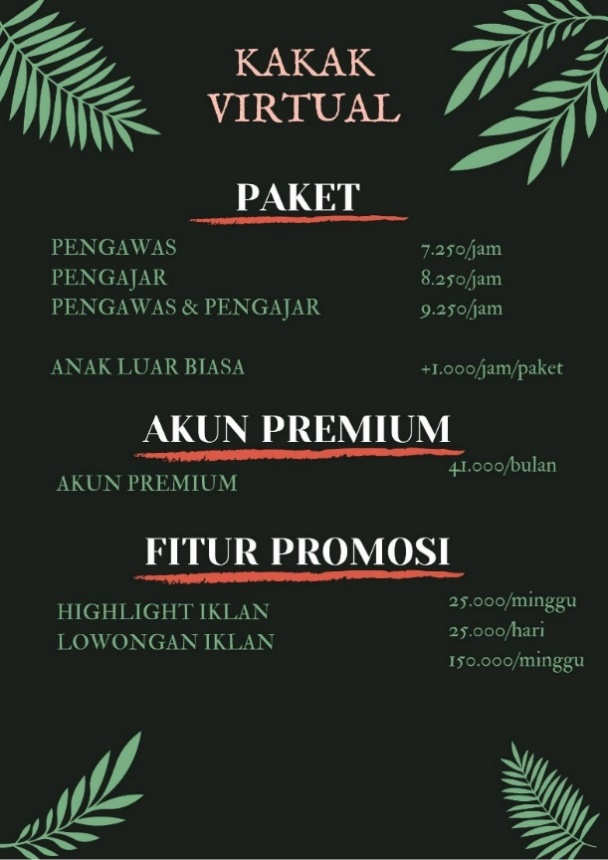 KAKAK
VIRTUAL
PAKET
PENGAWAS 7.250/jam
PENGAJAR 8.250/jam
PENGAWAS & PENGAJAR 9.250/jam
ANAK LUAR BIASA +1.000/jam/paket
AKUN PREMIUM
AKUN PREMIUM 41.000/bulan
FITUR PROMOSI
HIGHLIGHT IKLAN 25.000/minggu
LOWONGAN IKLAN 25.000/hari
150.000/minggu